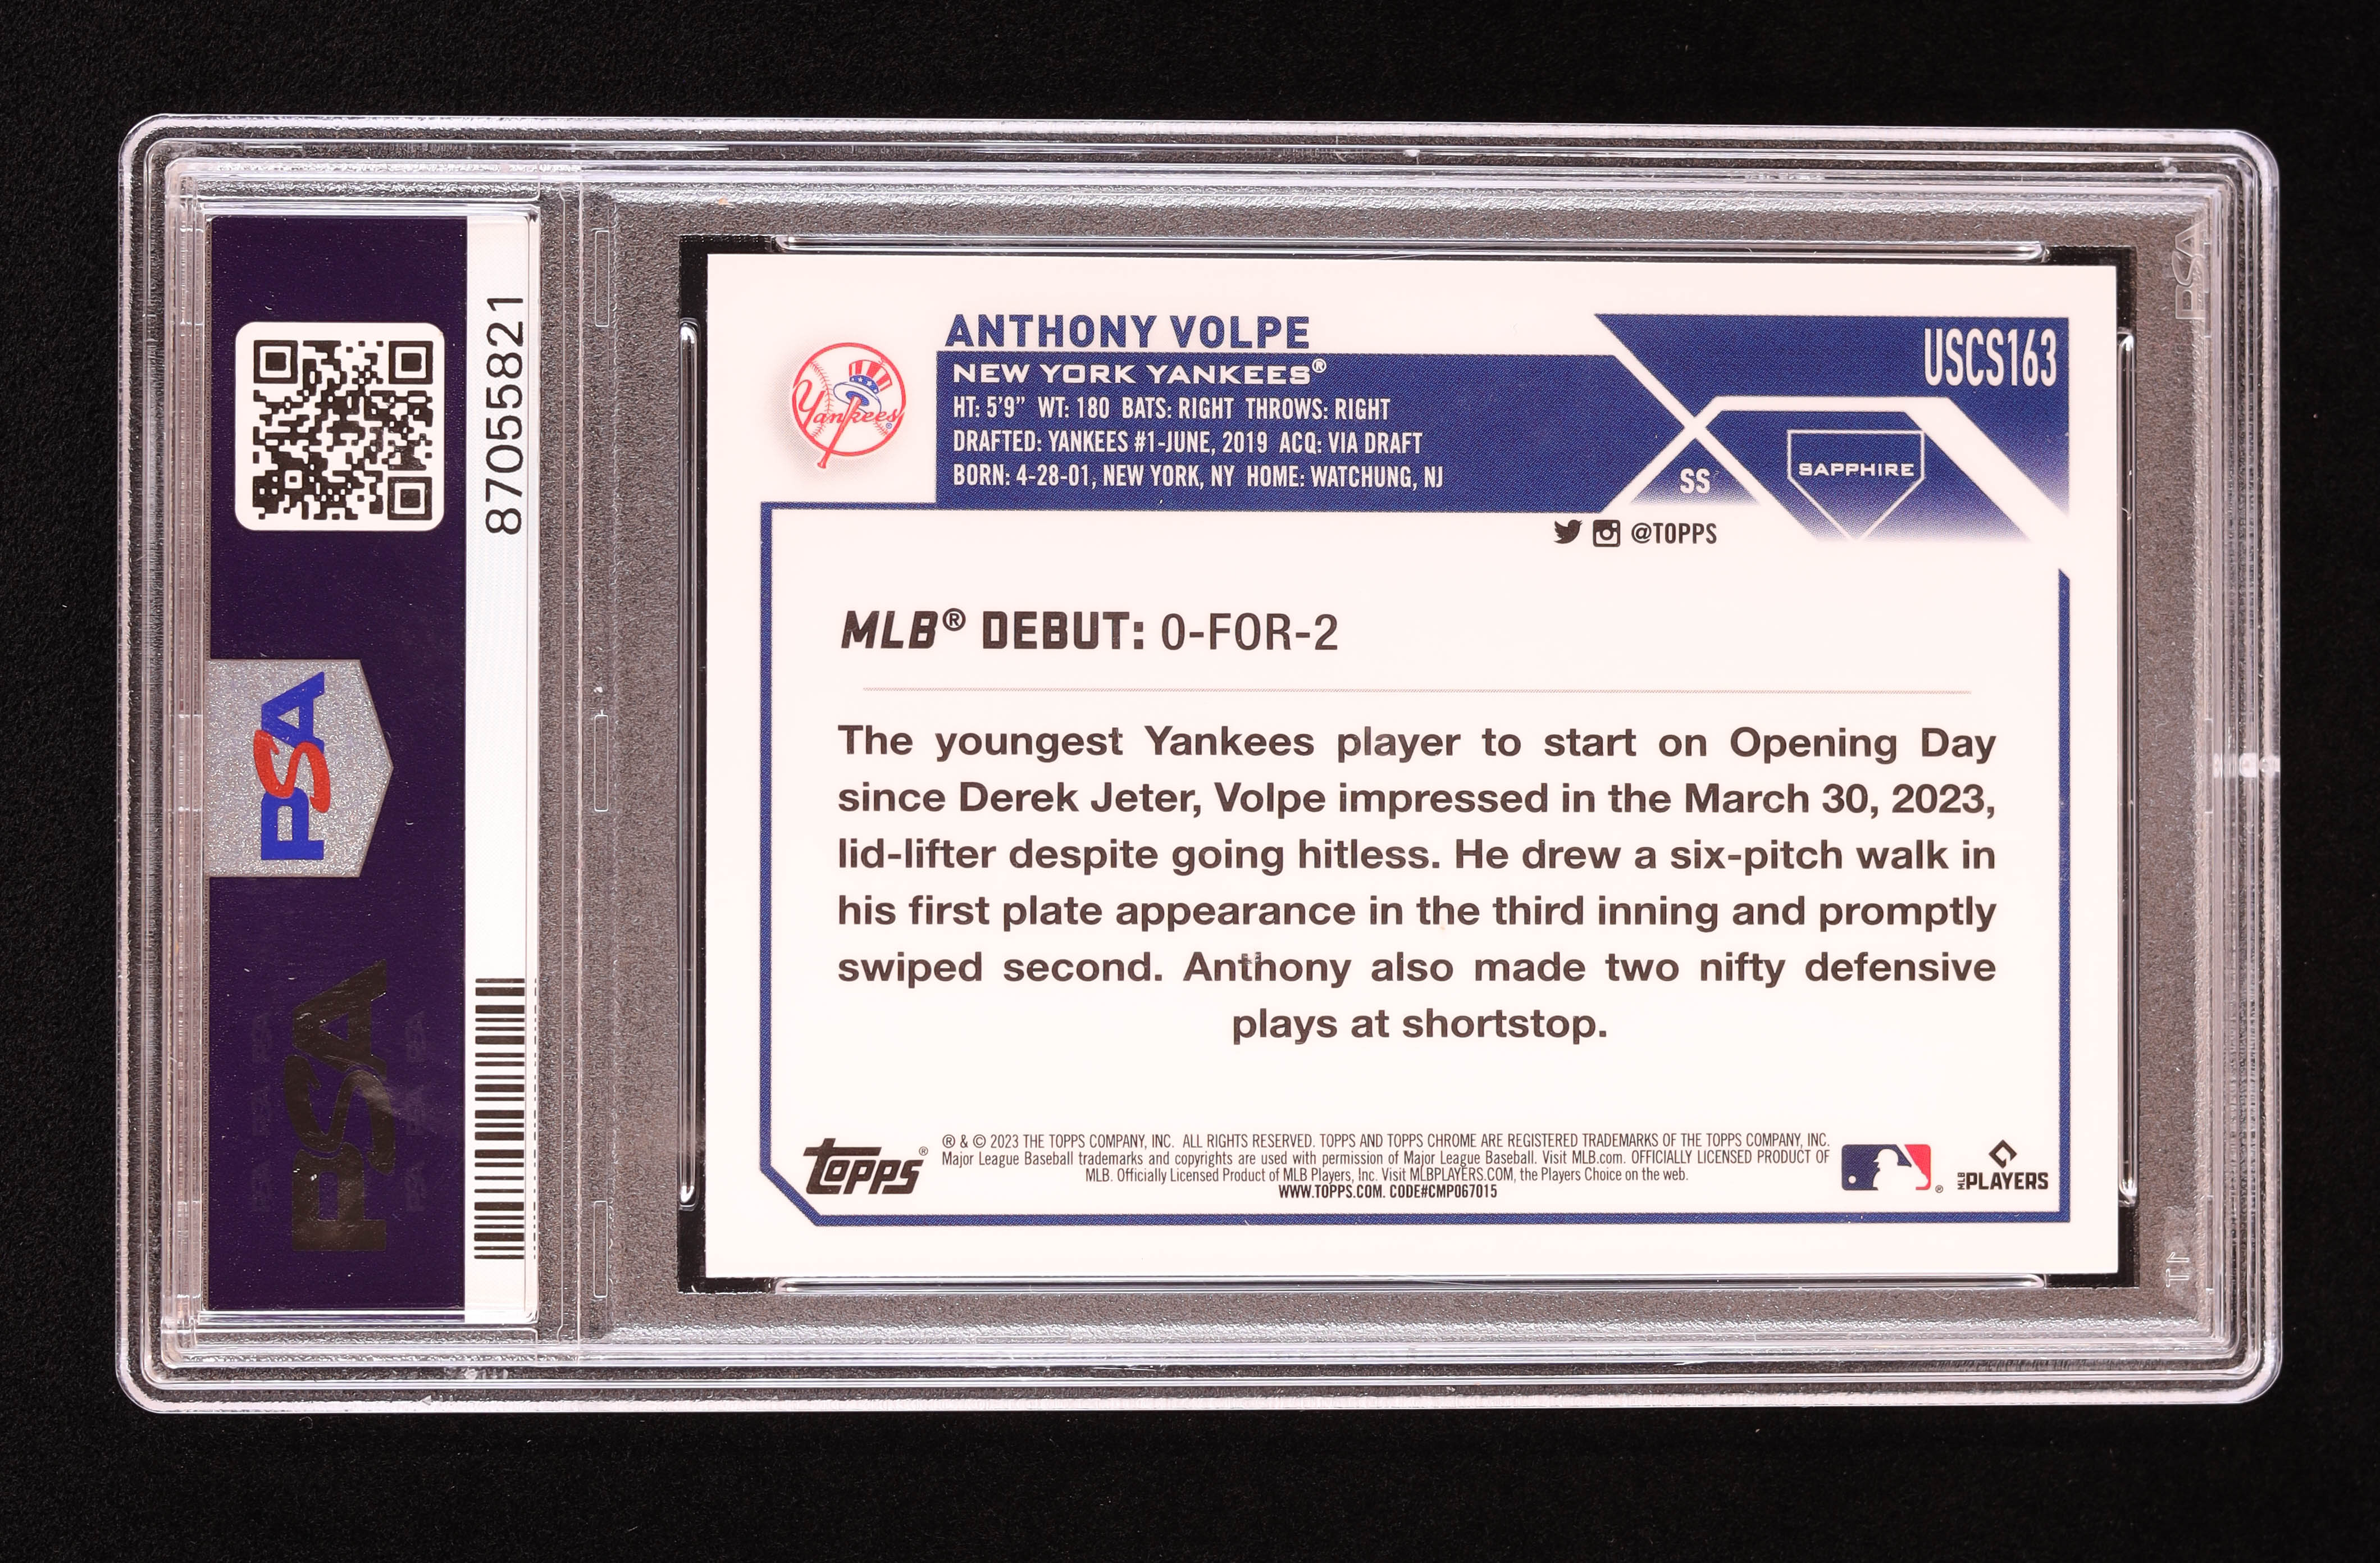 87055821
PSA
PSA
ANTHONY VOLPE
USCS163
Yankees
NEW YORK YANKEES®
HT: 5'9" WT: 180 BATS: RIGHT THROWS: RIGHT
DRAFTED: YANKEES #1-JUNE, 2019 ACQ: VIA DRAFT
BORN: 4-28-01, NEW YORK, NY HOME: WATCHUNG, NJ
SS
SAPPHIRE
@TOPPS
MLB® DEBUT: 0-FOR-2
The youngest Yankees player to start on Opening Day
since Derek Jeter, Volpe impressed in the March 30, 2023,
lid-lifter despite going hitless. He drew a six-pitch walk in
his first plate appearance in the third inning and promptly
swiped second. Anthony also made two nifty defensive
plays at shortstop.
topps®
® & © 2023 THE TOPPS COMPANY, INC. ALL RIGHTS RESERVED. TOPPS AND TOPPS CHROME ARE REGISTERED TRADEMARKS OF THE TOPPS COMPANY, INC.
Major League Baseball trademarks and copyrights are used with permission of Major League Baseball. Visit MLB.com. OFFICIALLY LICENSED PRODUCT OF
MLB. Officially Licensed Product of MLB Players, Inc. Visit MLBPLAYERS.COM, the Players Choice on the web.
WWW.TOPPS.COM. CODE#CMP067015
®
MLB PLAYERS
PSA